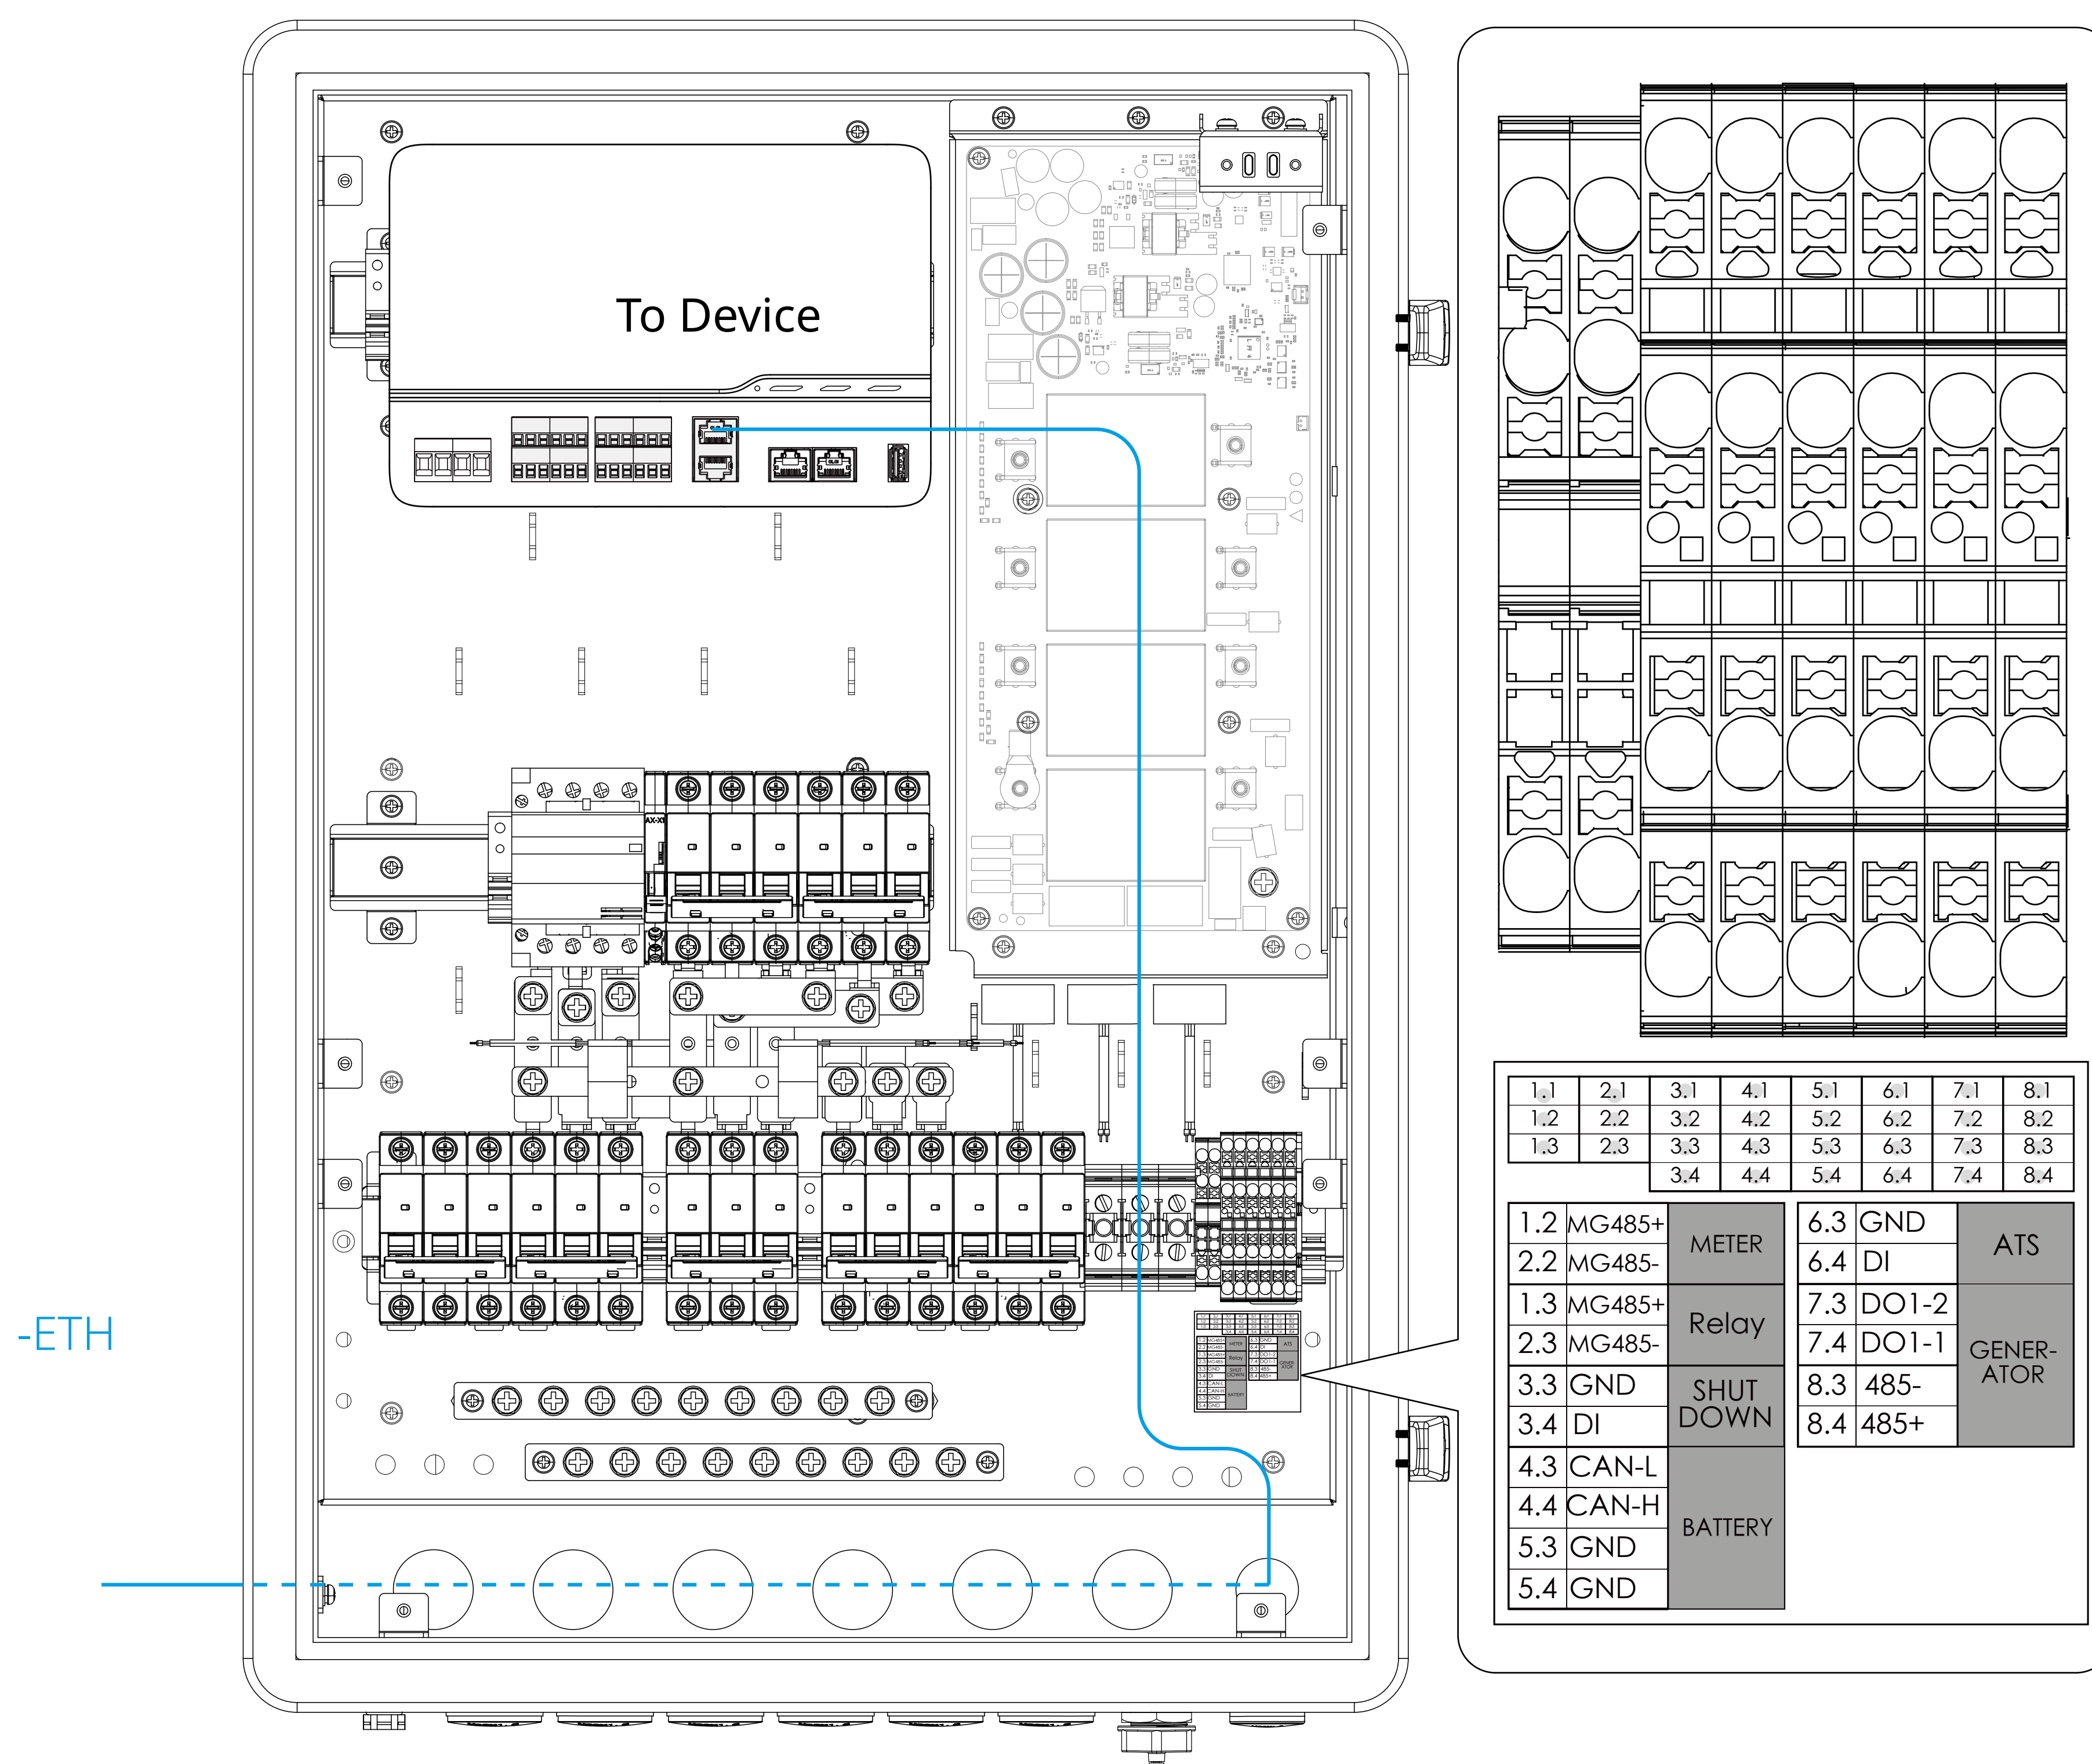 To Device
AX-X1
-ETH
1.1 2.1 3.1 4.1 5.1 6.1 7.1 8.1
1.2 2.2 3.2 4.2 5.2 6.2 7.2 8.2
1.3 2.3 3.3 4.3 5.3 6.3 7.3 8.3
3.4 4.4 5.4 6.4 7.4 8.4
1.2 MG485+
2.2 MG485-
METER
1.3 MG485+
2.3 MG485-
Relay
3.3 GND
3.4 DI
SHUT
DOWN
4.3 CAN-L
4.4 CAN-H
5.3 GND
5.4 GND
BATTERY
6.3 GND
6.4 DI
ATS
7.3 DO1-2
7.4 DO1-1
8.3 485-
8.4 485+
GENER-
ATOR